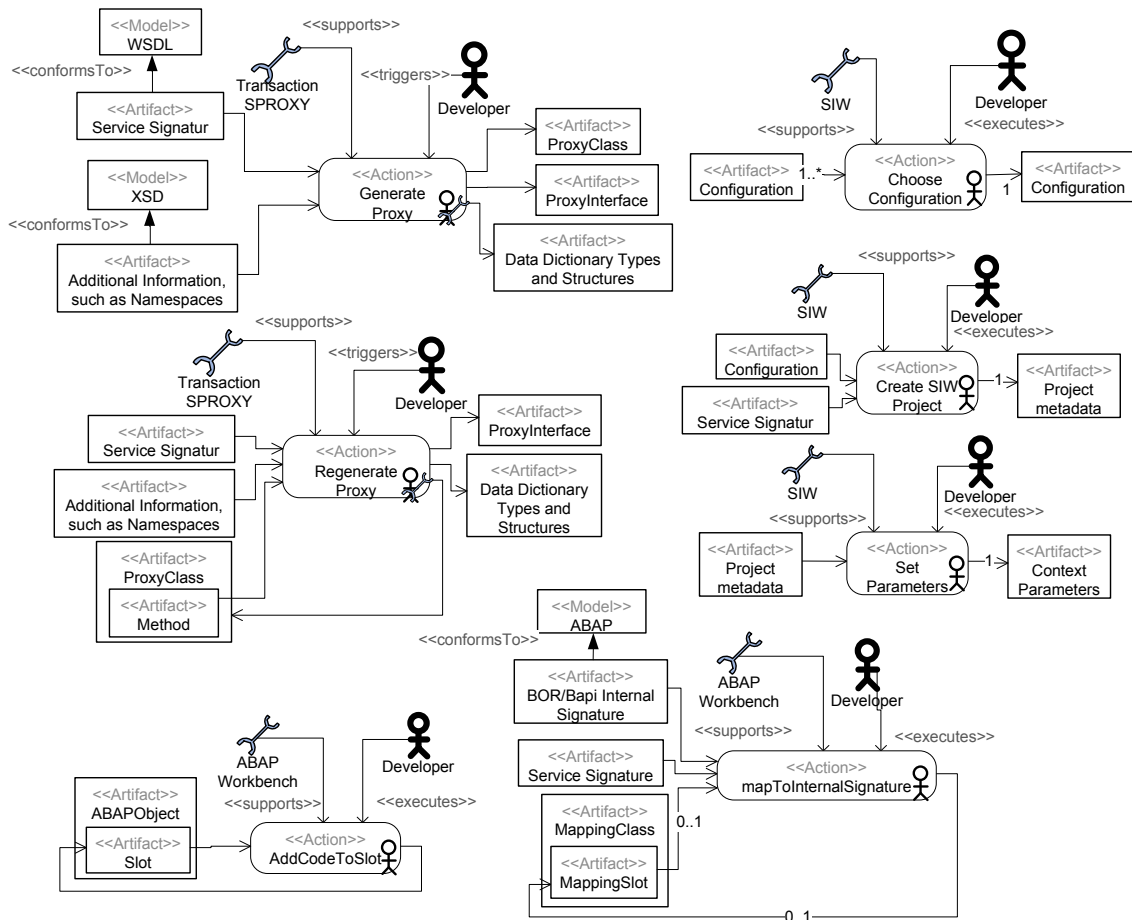 <<Model>>
WSDL
<<conformsTo>>
<<Artifact>>
Service Signatur
<<Model>>
XSD
<<conformsTo>>
<<Artifact>>
Additional Information,
such as Namespaces
<<supports>>
Transaction
SPROXY
<<triggers>>
Developer
<<Action>>
Generate
Proxy
<<Artifact>>
ProxyClass
<<Artifact>>
ProxyInterface
<<Artifact>>
Data Dictionary Types
and Structures
SIW
Developer
<<supports>>
<<executes>>
<<Artifact>>
Configuration
1..*
<<Action>>
Choose
Configuration
1
<<Artifact>>
Configuration
<<supports>>
SIW
Developer
<<executes>>
<<Artifact>>
Configuration
<<Artifact>>
Service Signatur
<<Action>>
Create SIW
Project
1
<<Artifact>>
Project
metadata
<<supports>>
Transaction
SPROXY
<<triggers>>
Developer
<<Artifact>>
Service Signatur
<<Artifact>>
Additional Information,
such as Namespaces
<<Artifact>>
ProxyClass
<<Artifact>>
Method
<<Action>>
Regenerate
Proxy
<<Artifact>>
ProxyInterface
<<Artifact>>
Data Dictionary
Types and
Structures
SIW
Developer
<<supports>>
<<executes>>
<<Artifact>>
Project
metadata
<<Action>>
Set
Parameters
1
<<Artifact>>
Context
Parameters
<<Model>>
ABAP
<<conformsTo>>
<<Artifact>>
BOR/Bapi Internal
Signature
<<Artifact>>
Service Signature
<<Artifact>>
MappingClass
<<Artifact>>
MappingSlot
0..1
ABAP
Workbench
Developer
<<supports>>
<<executes>>
<<Action>>
mapToInternalSignature
0..1
ABAP
Workbench
Developer
<<supports>>
<<executes>>
<<Artifact>>
ABAPObject
<<Artifact>>
Slot
<<Action>>
AddCodeToSlot